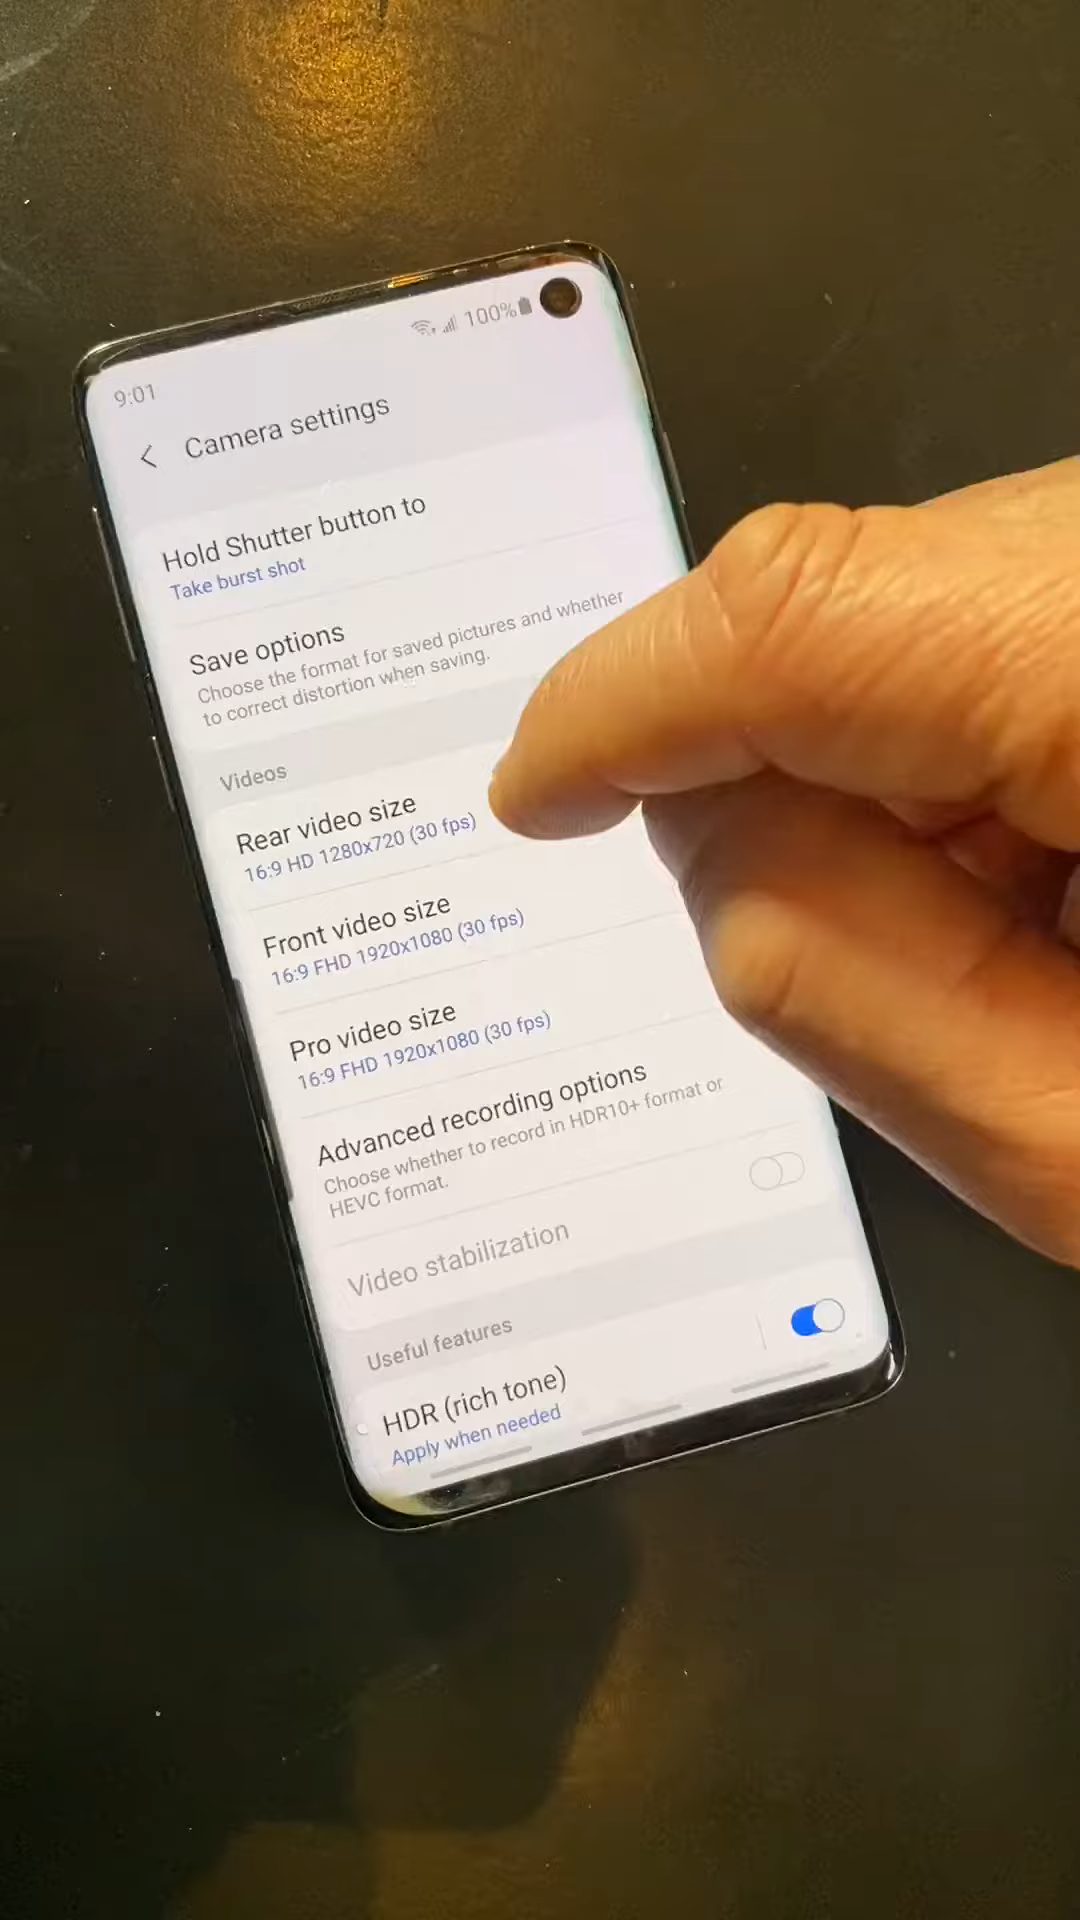 9:01
100%
Camera settings
Hold Shutter button to
Take burst shot
Save options
Choose the format for saved pictures and whether
to correct distortion when saving.
Videos
Rear video size
16:9 HD 1280x720 (30 fps)
Front video size
16:9 FHD 1920x1080 (30 fps)
Pro video size
16:9 FHD 1920x1080 (30 fps)
Advanced recording options
Choose whether to record in HDR10+ format or
HEVC format.
Video stabilization
Useful features
HDR (rich tone)
Apply when needed